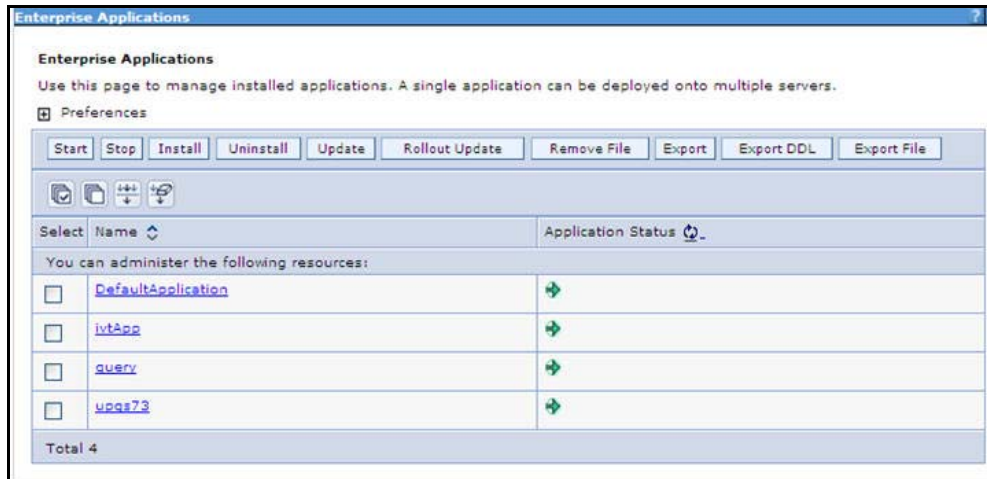 Enterprise Applications ?
Enterprise Applications
Use this page to manage installed applications. A single application can be deployed onto multiple servers.
Preferences
Start Stop Install Uninstall Update Rollout Update Remove File Export Export DDL Export File
Select Name Application Status
You can administer the following resources:
DefaultApplication
ivtApp
query
upgs73
Total 4